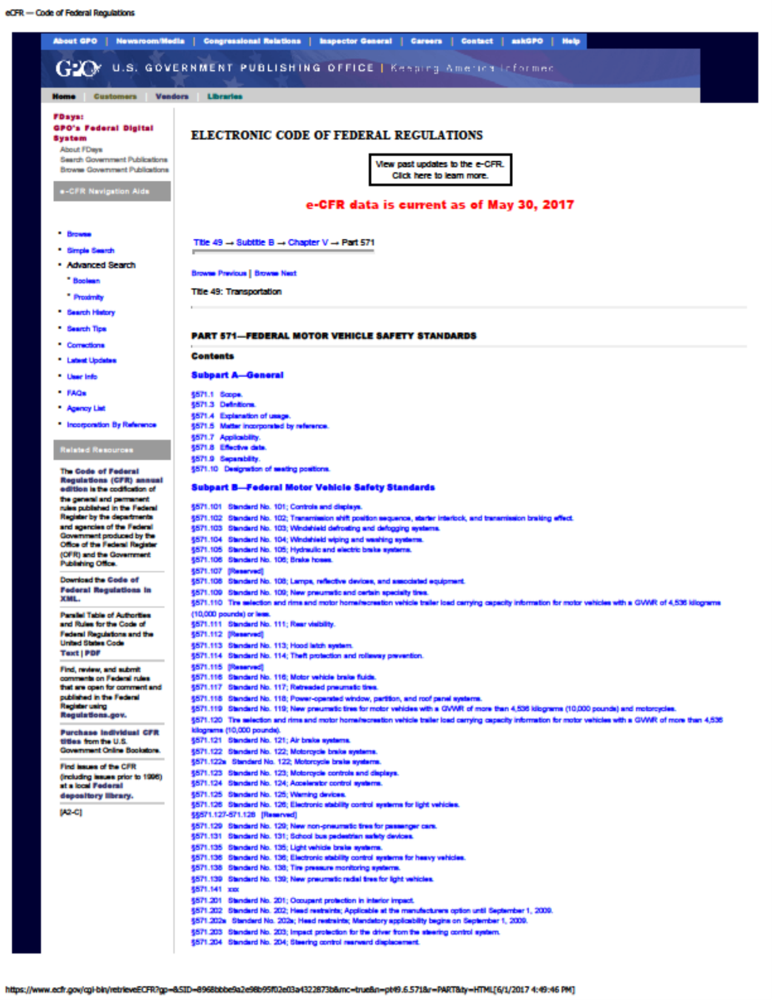 eCFR — Code of Federal Regulations
About GPO | Newsroom/Media | Congressional Relations | Inspector General | Careers | Contact | askGPO | Help
GPO U.S. GOVERNMENT PUBLISHING OFFICE | Keeping America Informed
Home | Customers | Vendors | Libraries
FDsys:
GPO's Federal Digital
System
About FDsys
Search Government Publications
Browse Government Publications
e-CFR Navigation Aids
Browse
Simple Search
Advanced Search
Boolean
Proximity
Search History
Search Tips
Corrections
Latest Updates
User Info
FAQs
Agency List
Incorporation By Reference
Related Resources
The Code of Federal
Regulations (CFR) annual
edition is the codification of
the general and permanent
rules published in the Federal
Register by the departments
and agencies of the Federal
Government produced by the
Office of the Federal Register
(OFR) and the Government
Publishing Office.
Download the Code of
Federal Regulations in
XML.
Parallel Table of Authorities
and Rules for the Code of
Federal Regulations and the
United States Code
Text | PDF
Find, review, and submit
comments on Federal rules
that are open for comment and
published in the Federal
Register using
Regulations.gov.
Purchase individual CFR
titles from the U.S.
Government Online Bookstore.
Find issues of the CFR
(including issues prior to 1996)
at a local Federal
depository library.
[A2-C]
ELECTRONIC CODE OF FEDERAL REGULATIONS
View past updates to the e-CFR.
Click here to learn more.
e-CFR data is current as of May 30, 2017
Title 49 → Subtitle B → Chapter V → Part 571
Browse Previous | Browse Next
Title 49: Transportation
PART 571—FEDERAL MOTOR VEHICLE SAFETY STANDARDS
Contents
Subpart A—General
§571.1 Scope.
§571.3 Definitions.
§571.4 Explanation of usage.
§571.5 Matter incorporated by reference.
§571.7 Applicability.
§571.8 Effective date.
§571.9 Separability.
§571.10 Designation of seating positions.
Subpart B—Federal Motor Vehicle Safety Standards
§571.101 Standard No. 101; Controls and displays.
§571.102 Standard No. 102; Transmission shift position sequence, starter interlock, and transmission braking effect.
§571.103 Standard No. 103; Windshield defrosting and defogging systems.
§571.104 Standard No. 104; Windshield wiping and washing systems.
§571.105 Standard No. 105; Hydraulic and electric brake systems.
§571.106 Standard No. 106; Brake hoses.
§571.107 [Reserved]
§571.108 Standard No. 108; Lamps, reflective devices, and associated equipment.
§571.109 Standard No. 109; New pneumatic and certain specialty tires.
§571.110 Tire selection and rims and motor home/recreation vehicle trailer load carrying capacity information for motor vehicles with a GVWR of 4,536 kilograms
(10,000 pounds) or less.
§571.111 Standard No. 111; Rear visibility.
§571.112 [Reserved]
§571.113 Standard No. 113; Hood latch system.
§571.114 Standard No. 114; Theft protection and rollaway prevention.
§571.115 [Reserved]
§571.116 Standard No. 116; Motor vehicle brake fluids.
§571.117 Standard No. 117; Retreaded pneumatic tires.
§571.118 Standard No. 118; Power-operated window, partition, and roof panel systems.
§571.119 Standard No. 119; New pneumatic tires for motor vehicles with a GVWR of more than 4,536 kilograms (10,000 pounds) and motorcycles.
§571.120 Tire selection and rims and motor home/recreation vehicle trailer load carrying capacity information for motor vehicles with a GVWR of more than 4,536
kilograms (10,000 pounds).
§571.121 Standard No. 121; Air brake systems.
§571.122 Standard No. 122; Motorcycle brake systems.
§571.122a Standard No. 122; Motorcycle brake systems.
§571.123 Standard No. 123; Motorcycle controls and displays.
§571.124 Standard No. 124; Accelerator control systems.
§571.125 Standard No. 125; Warning devices.
§571.126 Standard No. 126; Electronic stability control systems for light vehicles.
§§571.127-571.128 [Reserved]
§571.129 Standard No. 129; New non-pneumatic tires for passenger cars.
§571.131 Standard No. 131; School bus pedestrian safety devices.
§571.135 Standard No. 135; Light vehicle brake systems.
§571.136 Standard No. 136; Electronic stability control systems for heavy vehicles.
§571.138 Standard No. 138; Tire pressure monitoring systems.
§571.139 Standard No. 139; New pneumatic radial tires for light vehicles.
§571.141 xxx
§571.201 Standard No. 201; Occupant protection in interior impact.
§571.202 Standard No. 202; Head restraints; Applicable at the manufacturers option until September 1, 2009.
§571.202a Standard No. 202a; Head restraints; Mandatory applicability begins on September 1, 2009.
§571.203 Standard No. 203; Impact protection for the driver from the steering control system.
§571.204 Standard No. 204; Steering control rearward displacement.
https://www.ecfr.gov/cgi-bin/retrieveECFR?gp=&SID=8968bbbe9a2e98b95f02e03a4322873b&mc=true&n=pt49.6.571&r=PART&ty=HTML[6/1/2017 4:49:46 PM]